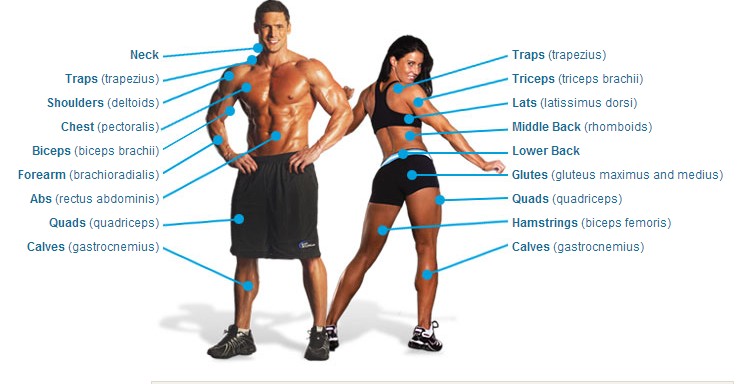 Neck
Traps (trapezius)
Shoulders (deltoids)
Chest (pectoralis)
Biceps (biceps brachii)
Forearm (brachioradialis)
Abs (rectus abdominis)
Quads (quadriceps)
Calves (gastrocnemius)
Traps (trapezius)
Triceps (triceps brachii)
Lats (latissimus dorsi)
Middle Back (rhomboids)
Lower Back
Glutes (gluteus maximus and medius)
Quads (quadriceps)
Hamstrings (biceps femoris)
Calves (gastrocnemius)